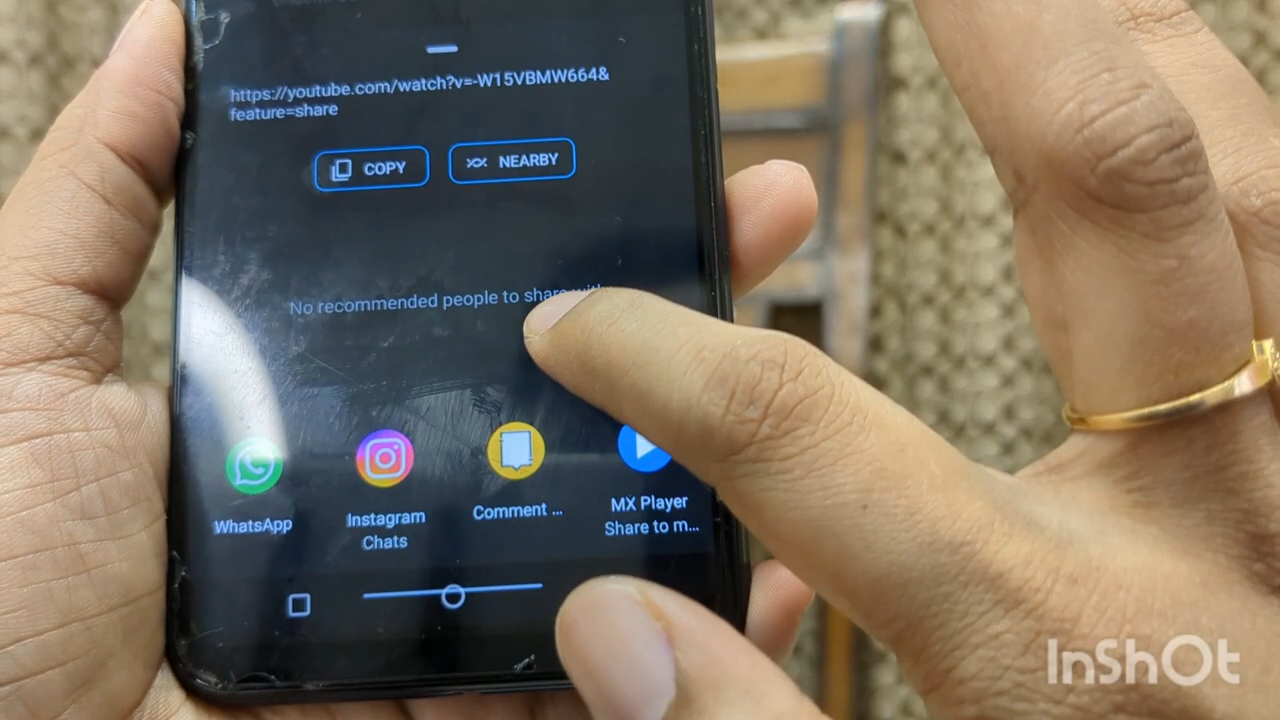 https://youtube.com/watch?v=-W15VBMW664&
feature=share
COPY
NEARBY
No recommended people to share with
WhatsApp
Instagram
Chats
Comment ...
MX Player
Share to m...
InShOt